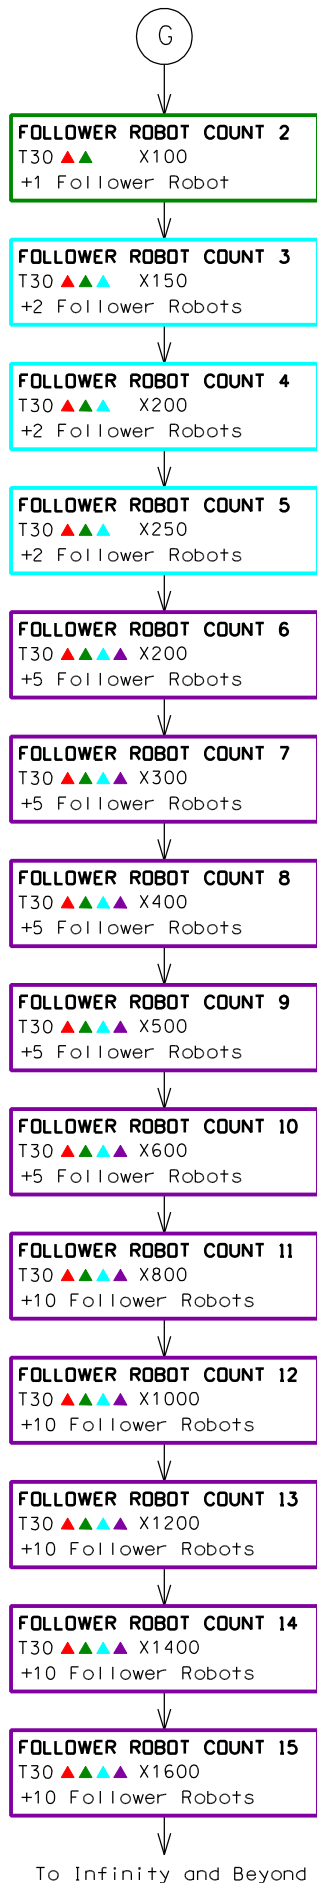 G
FOLLOWER ROBOT COUNT 2
T30 X100
+1 Follower Robot
FOLLOWER ROBOT COUNT 3
T30 X150
+2 Follower Robots
FOLLOWER ROBOT COUNT 4
T30 X200
+2 Follower Robots
FOLLOWER ROBOT COUNT 5
T30 X250
+2 Follower Robots
FOLLOWER ROBOT COUNT 6
T30 X200
+5 Follower Robots
FOLLOWER ROBOT COUNT 7
T30 X300
+5 Follower Robots
FOLLOWER ROBOT COUNT 8
T30 X400
+5 Follower Robots
FOLLOWER ROBOT COUNT 9
T30 X500
+5 Follower Robots
FOLLOWER ROBOT COUNT 10
T30 X600
+5 Follower Robots
FOLLOWER ROBOT COUNT 11
T30 X800
+10 Follower Robots
FOLLOWER ROBOT COUNT 12
T30 X1000
+10 Follower Robots
FOLLOWER ROBOT COUNT 13
T30 X1200
+10 Follower Robots
FOLLOWER ROBOT COUNT 14
T30 X1400
+10 Follower Robots
FOLLOWER ROBOT COUNT 15
T30 X1600
+10 Follower Robots
To Infinity and Beyond